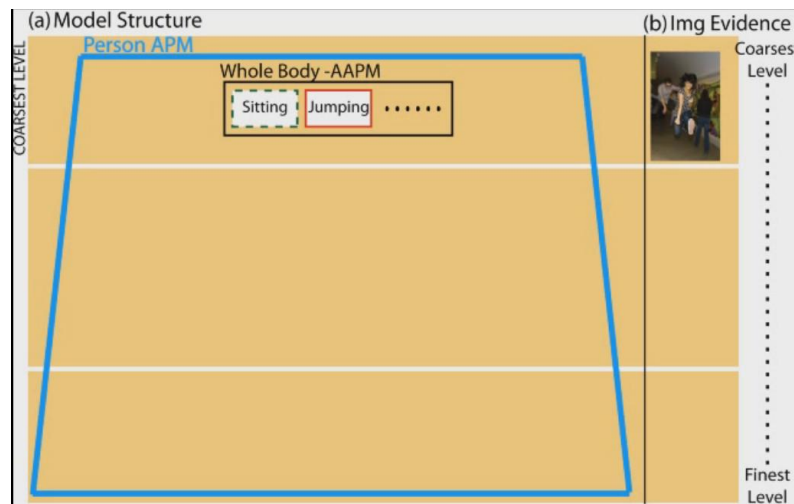 (a) Model Structure
(b) Img Evidence
COARSEST LEVEL
Person APM
Whole Body -AAPM
Sitting
Jumping
......
Coarses
Level
Finest
Level